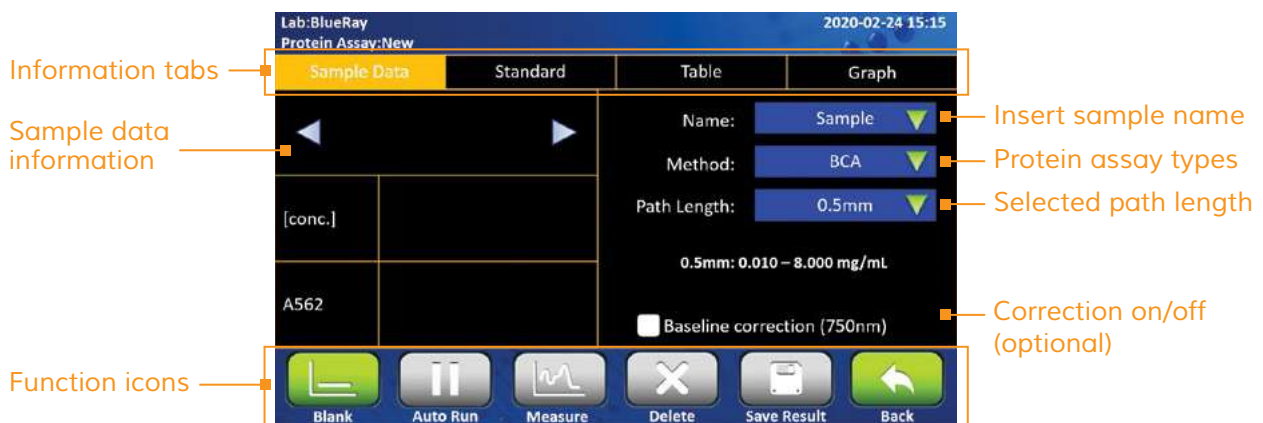 Lab:BlueRay
2020-02-24 15:15
Protein Assay:New
Information tabs
Sample Data
Standard
Table
Graph
Sample data
information
Name:
Sample
Insert sample name
Method:
BCA
Protein assay types
[conc.]
Path Length:
0.5mm
Selected path length
0.5mm: 0.010 – 8.000 mg/mL
A562
Baseline correction (750nm)
Correction on/off
(optional)
Function icons
Blank
Auto Run
Measure
Delete
Save Result
Back